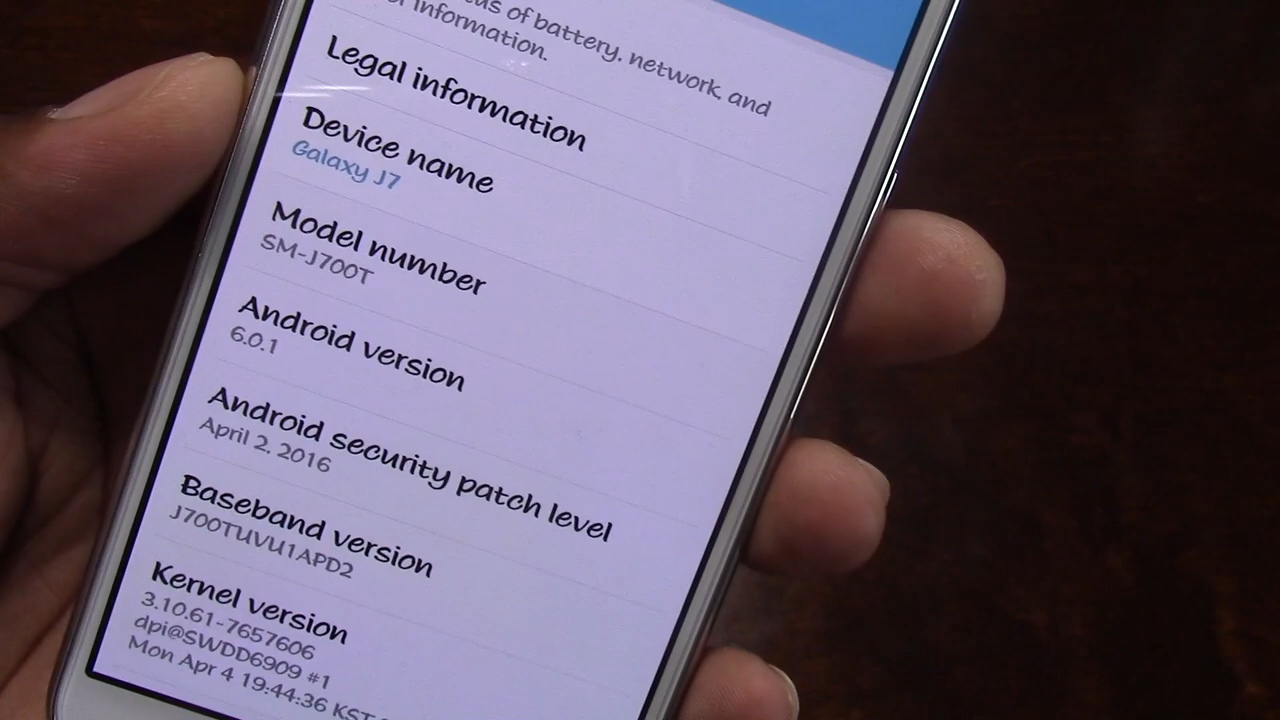 of battery, network, and
information.
Legal information
Device name
Galaxy J7
Model number
SM-J700T
Android version
6.0.1
Android security patch level
April 2, 2016
Baseband version
J700TUVU1APD2
Kernel version
3.10.61-7657606
dpi@SWDD6909 #1
Mon Apr 4 19:44:36 KST